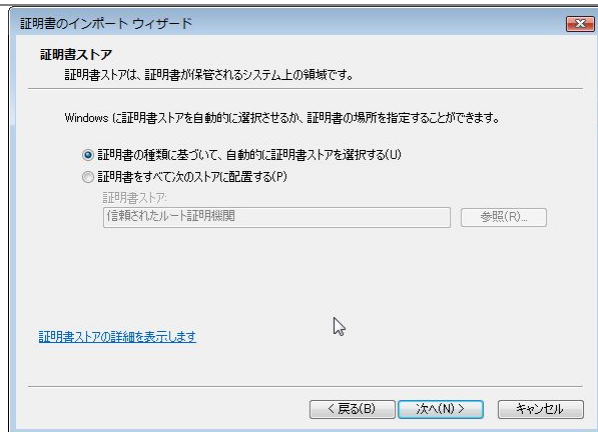 証明書のインポート ウィザード
証明書ストア
証明書ストアは、証明書が保管されるシステム上の領域です。
Windows に証明書ストアを自動的に選択させるか、証明書の場所を指定することができます。
証明書の種類に基づいて、自動的に証明書ストアを選択する(U)
証明書をすべて次のストアに配置する(P)
証明書ストア:
信頼されたルート証明機関 参照(R)...
証明書ストアの詳細を表示します
< 戻る(B) 次へ(N) > キャンセル